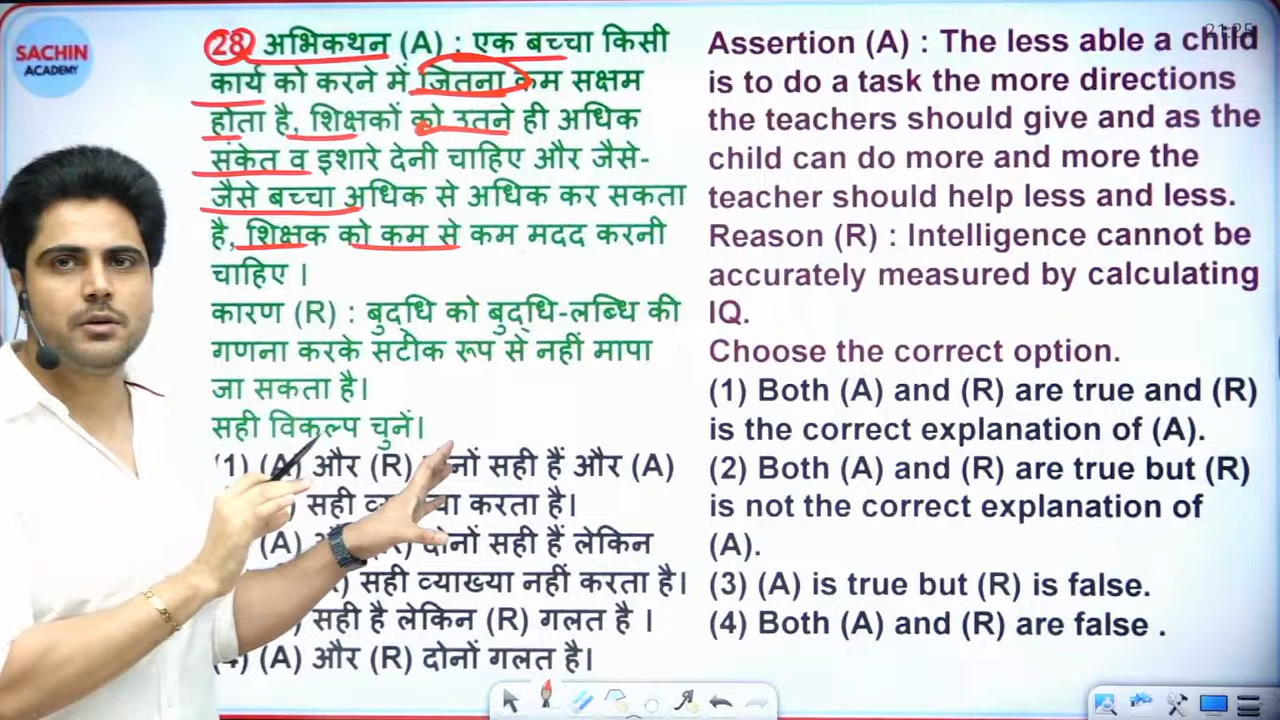 SACHIN
ACADEMY
28 अभिकथन (A) : एक बच्चा किसी
कार्य को करने में जितना कम सक्षम
होता है, शिक्षकों को उतने ही अधिक
संकेत व इशारे देनी चाहिए और जैसे-
जैसे बच्चा अधिक से अधिक कर सकता
है, शिक्षक को कम से कम मदद करनी
चाहिए ।
कारण (R) : बुद्धि को बुद्धि-लब्धि की
गणना करके सटीक रूप से नहीं मापा
जा सकता है।
सही विकल्प चुनें।
(1) (A) और (R) दोनों सही हैं और (A)
सही व्याख्या करता है।
(A) और (R) दोनों सही हैं लेकिन
सही व्याख्या नहीं करता है।
सही है लेकिन (R) गलत है ।
(4) (A) और (R) दोनों गलत है।
21:25
Assertion (A) : The less able a child
is to do a task the more directions
the teachers should give and as the
child can do more and more the
teacher should help less and less.
Reason (R) : Intelligence cannot be
accurately measured by calculating
IQ.
Choose the correct option.
(1) Both (A) and (R) are true and (R)
is the correct explanation of (A).
(2) Both (A) and (R) are true but (R)
is not the correct explanation of
(A).
(3) (A) is true but (R) is false.
(4) Both (A) and (R) are false .